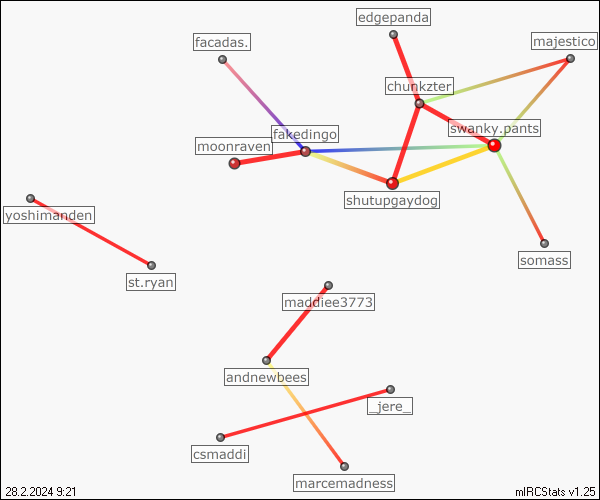 edgepanda
facadas.
majestico
chunkzter
swanky.pants
fakedingo
moonraven
shutupgaydog
yoshimanden
somass
st.ryan
maddiee3773
andnewbees
_jere_
csmaddi
marcemadness
28.2.2024 9:21
mIRCStats v1.25